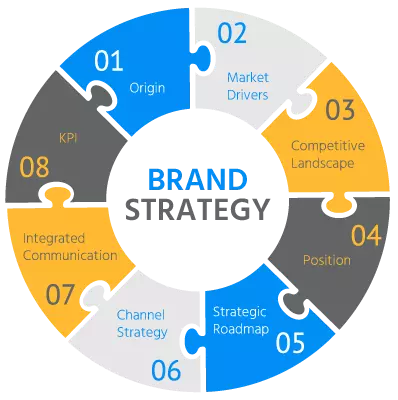 BRAND
STRATEGY
01
Origin
02
Market
Drivers
03
Competitive
Landscape
04
Position
05
Strategic
Roadmap
06
Channel
Strategy
07
Integrated
Communication
08
KPI